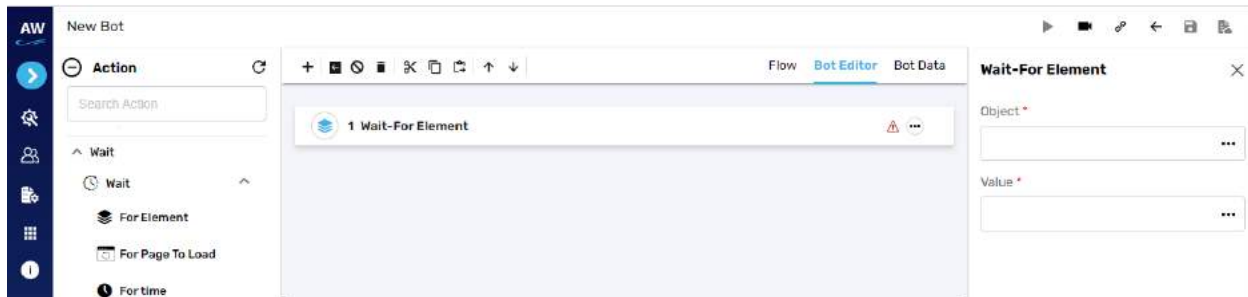 AW
New Bot
Action
Search Action
Wait
Wait
For Element
For Page To Load
For time
Flow Bot Editor Bot Data
1 Wait-For Element
Wait-For Element
Object *
Value *